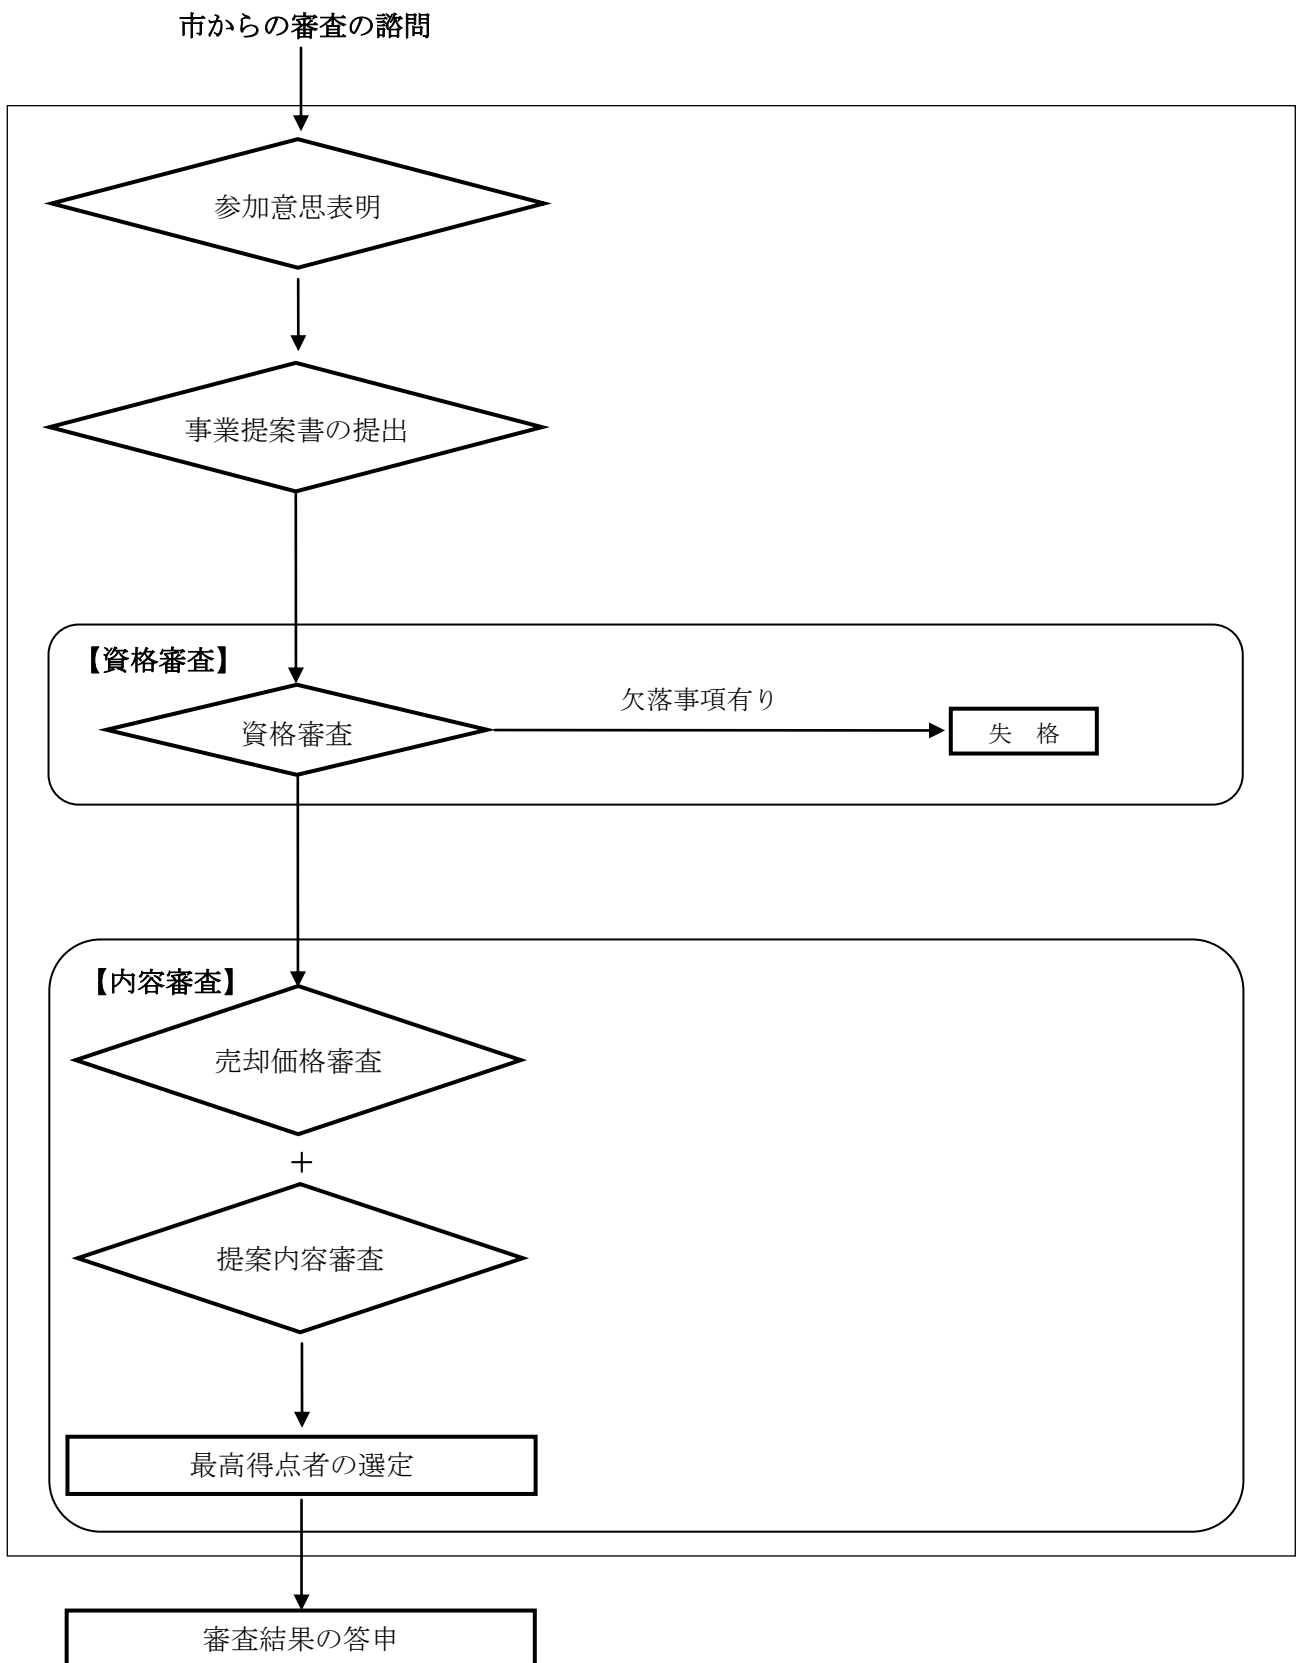 市からの審査の諮問
参加意思表明
事業提案書の提出
【資格審査】
資格審査
欠落事項有り
失　格
【内容審査】
売却価格審査
＋
提案内容審査
最高得点者の選定
審査結果の答申